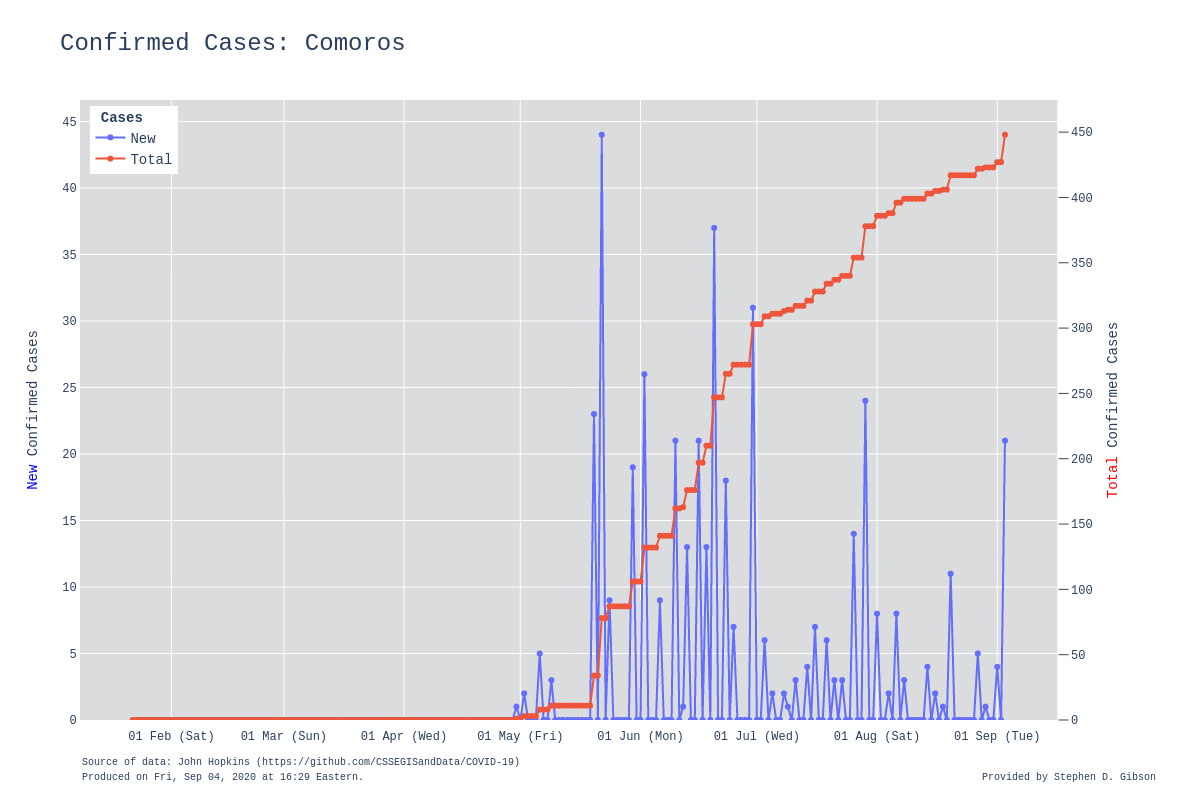 Confirmed Cases: Comoros
Cases
New
Total
45
40
35
30
25
20
15
10
5
0
450
400
350
300
250
200
150
100
50
0
New Confirmed Cases
Total Confirmed Cases
01 Feb (Sat) 01 Mar (Sun) 01 Apr (Wed) 01 May (Fri) 01 Jun (Mon) 01 Jul (Wed) 01 Aug (Sat) 01 Sep (Tue)
Source of data: John Hopkins (https://github.com/CSSEGISandData/COVID-19)
Produced on Fri, Sep 04, 2020 at 16:29 Eastern.
Provided by Stephen D. Gibson